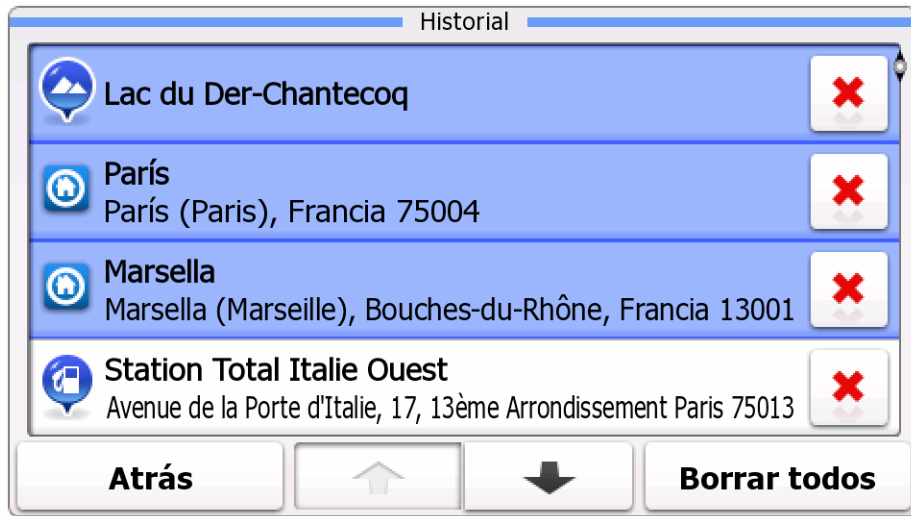 Historial
Lac du Der-Chantecoq
París
París (Paris), Francia 75004
Marsella
Marsella (Marseille), Bouches-du-Rhône, Francia 13001
Station Total Italie Ouest
Avenue de la Porte d'Italie, 17, 13ème Arrondissement Paris 75013
Atrás
Borrar todos